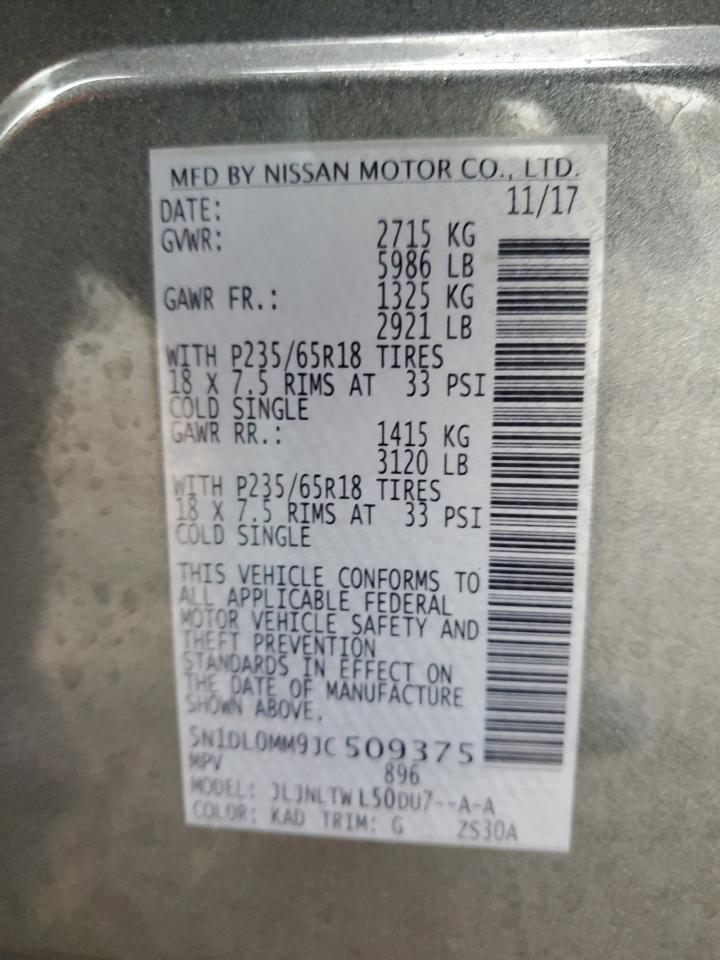 MFD BY NISSAN MOTOR CO., LTD.
DATE: 11/17
GVWR: 2715 KG
5986 LB
GAWR FR.: 1325 KG
2921 LB
WITH P235/65R18 TIRES
18 X 7.5 RIMS AT 33 PSI
COLD SINGLE
GAWR RR.: 1415 KG
3120 LB
WITH P235/65R18 TIRES
18 X 7.5 RIMS AT 33 PSI
COLD SINGLE
THIS VEHICLE CONFORMS TO
ALL APPLICABLE FEDERAL
MOTOR VEHICLE SAFETY AND
THEFT PREVENTION
STANDARDS IN EFFECT ON
THE DATE OF MANUFACTURE
SHOWN ABOVE.
5N1DL0MM9JC509375
MPV 896
MODEL: JLJNLTWL50DU7--A-A
COLOR: KAD TRIM: G 2S30A